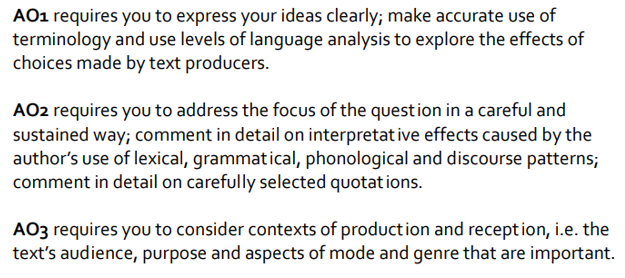 AO1 requires you to express your ideas clearly; make accurate use of
terminology and use levels of language analysis to explore the effects of
choices made by text producers.
AO2 requires you to address the focus of the question in a careful and
sustained way; comment in detail on interpretative effects caused by the
author's use of lexical, grammatical, phonological and discourse patterns;
comment in detail on carefully selected quotations.
AO3 requires you to consider contexts of production and reception, i.e. the
text's audience, purpose and aspects of mode and genre that are important.